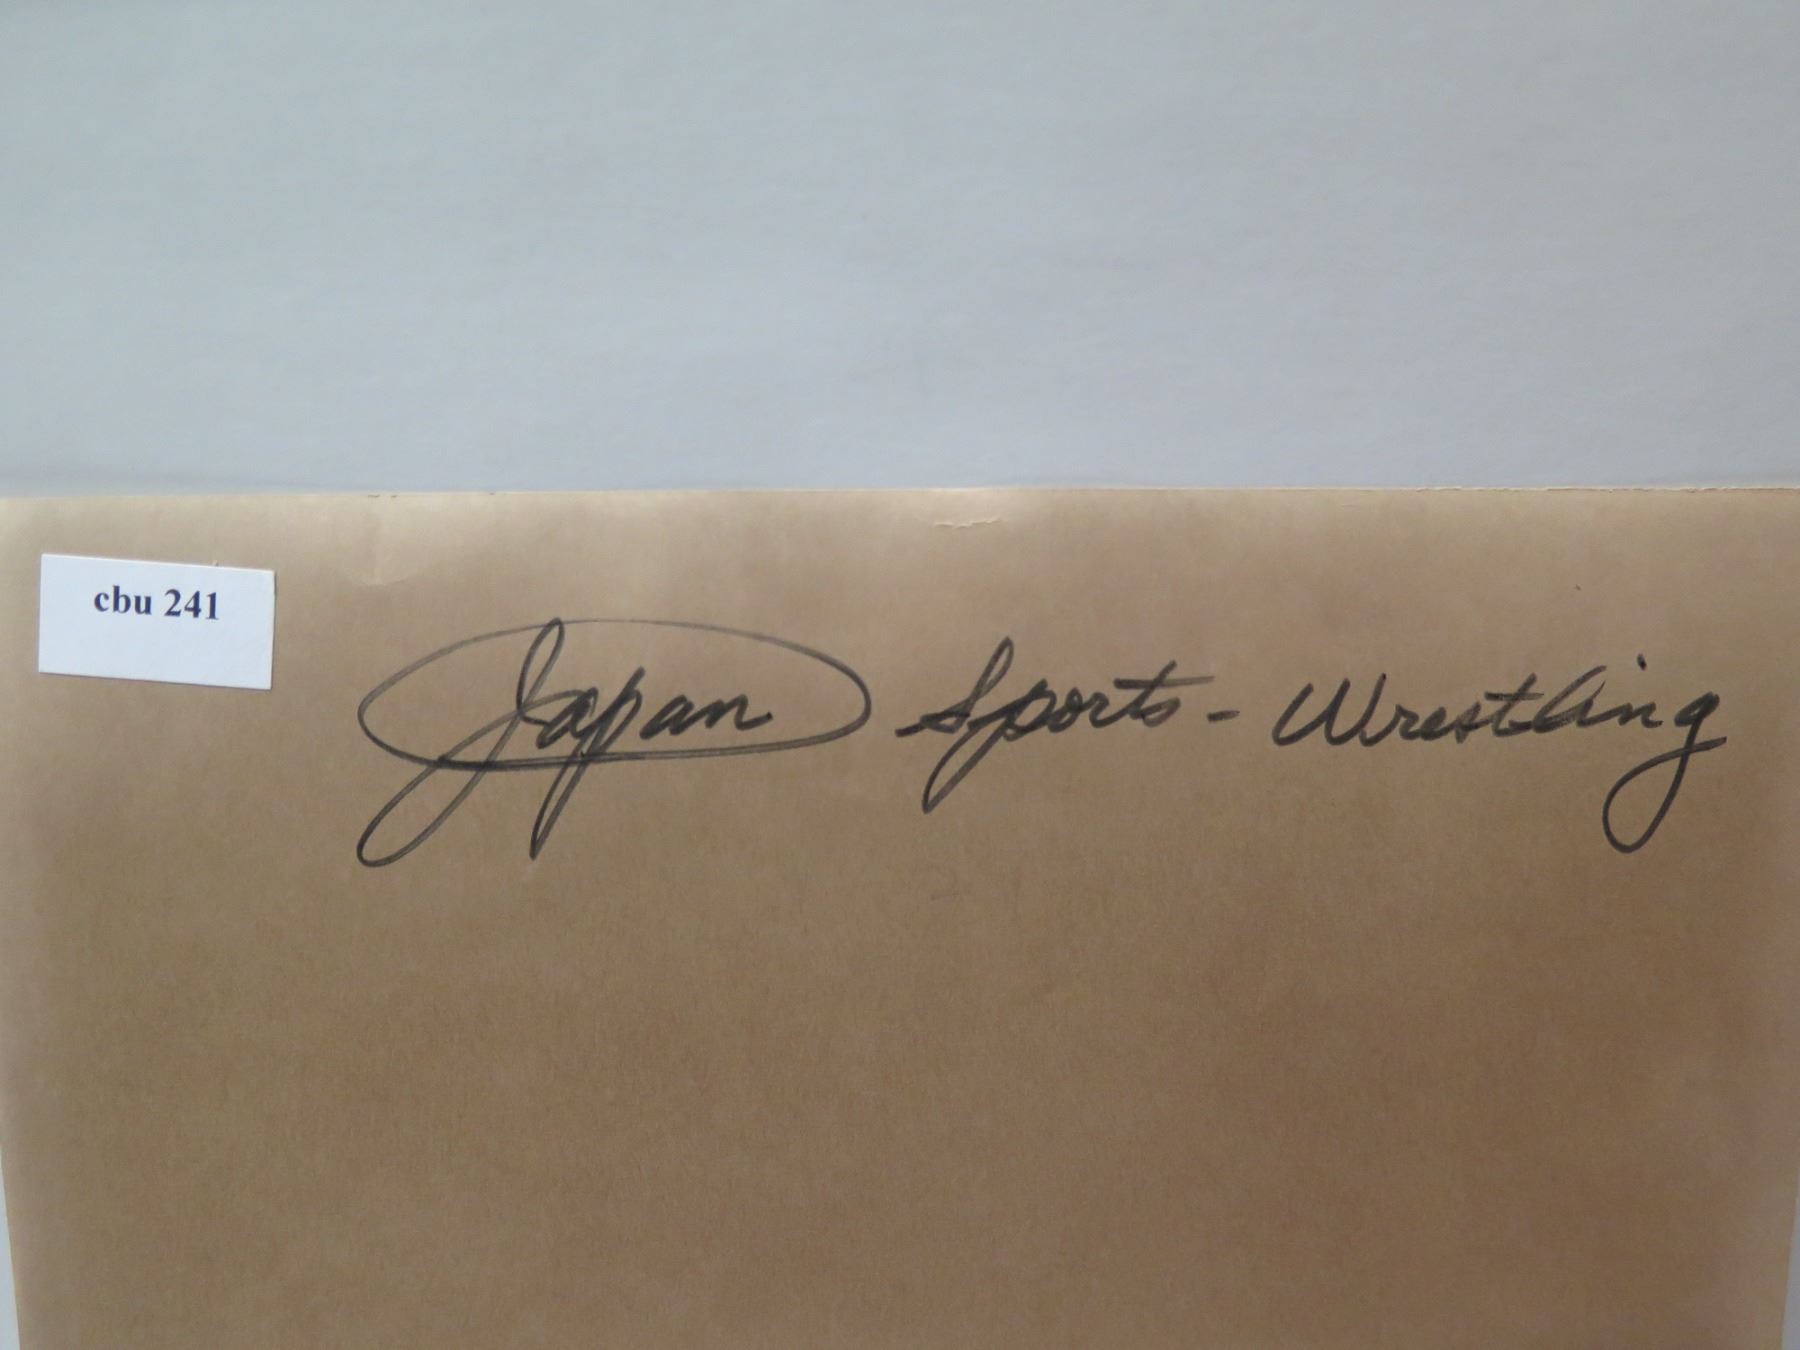 cbu 241
Japan Sports - Wrestling